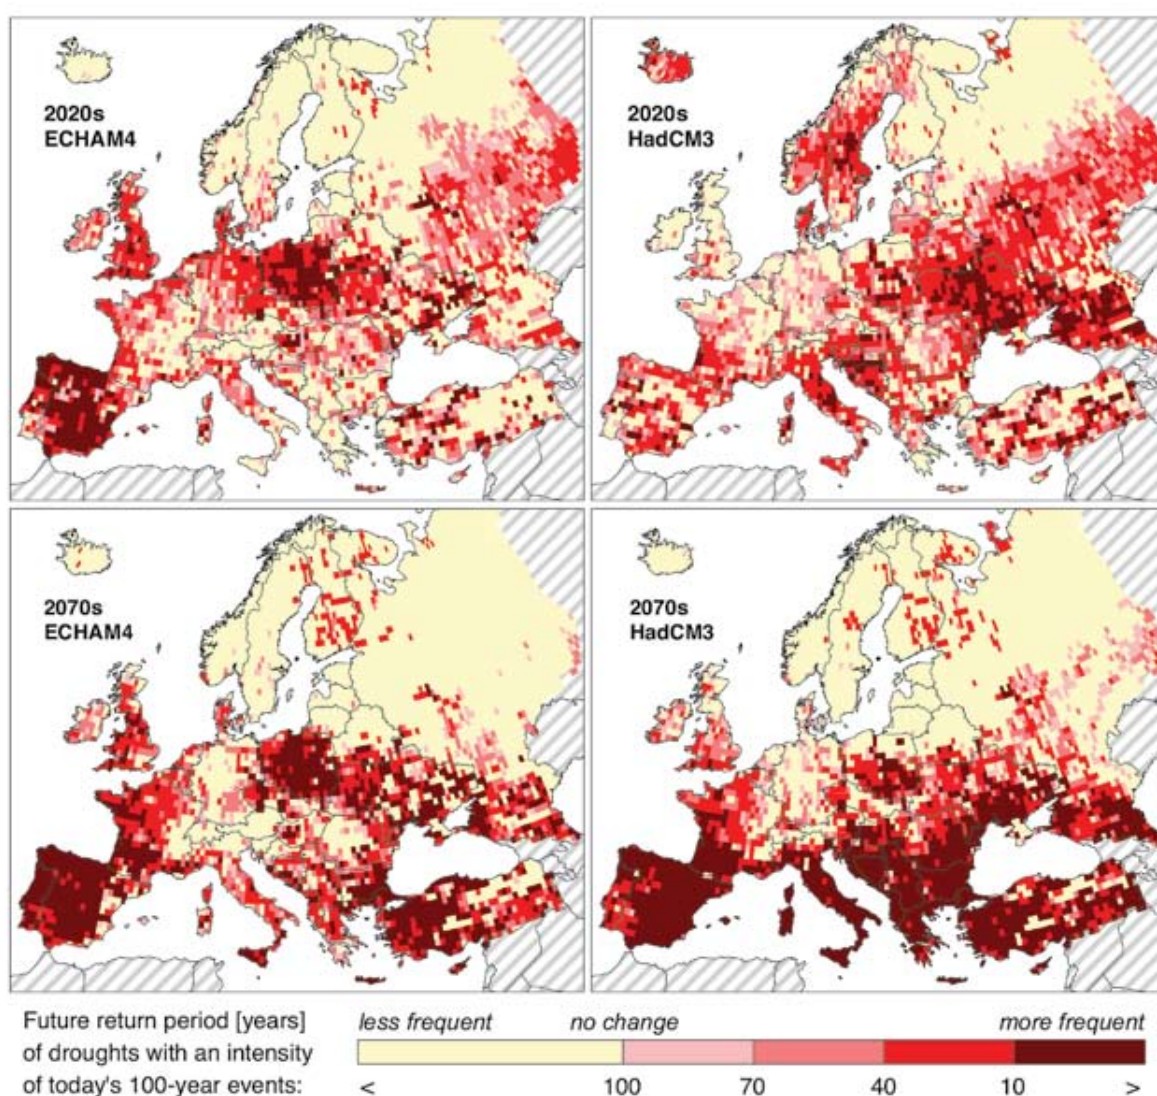 2020s
ECHAM4
2020s
HadCM3
2070s
ECHAM4
2070s
HadCM3
Future return period [years]
of droughts with an intensity
of today's 100-year events:
less frequent no change more frequent
< 100 70 40 10 >